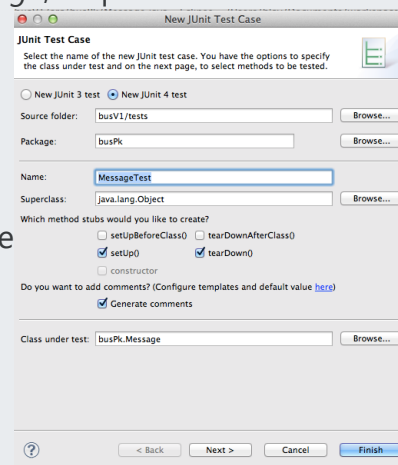 New JUnit Test Case
JUnit Test Case
Select the name of the new JUnit test case. You have the options to specify
the class under test and on the next page, to select methods to be tested.
New JUnit 3 test New JUnit 4 test
Source folder: busV1/tests Browse...
Package: busPk Browse...
Name: MessageTest
Superclass: java.lang.Object Browse...
Which method stubs would you like to create?
setUpBeforeClass() tearDownAfterClass()
setUp() tearDown()
constructor
Do you want to add comments? (Configure templates and default value here)
Generate comments
Class under test: busPk.Message Browse...
? < Back Next > Cancel Finish